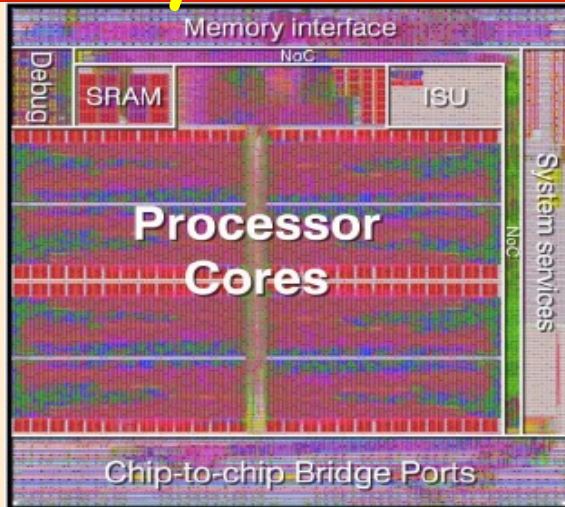 Memory interface
NoC
Debug
SRAM
ISU
Processor
Cores
NoC
System services
Chip-to-chip Bridge Ports